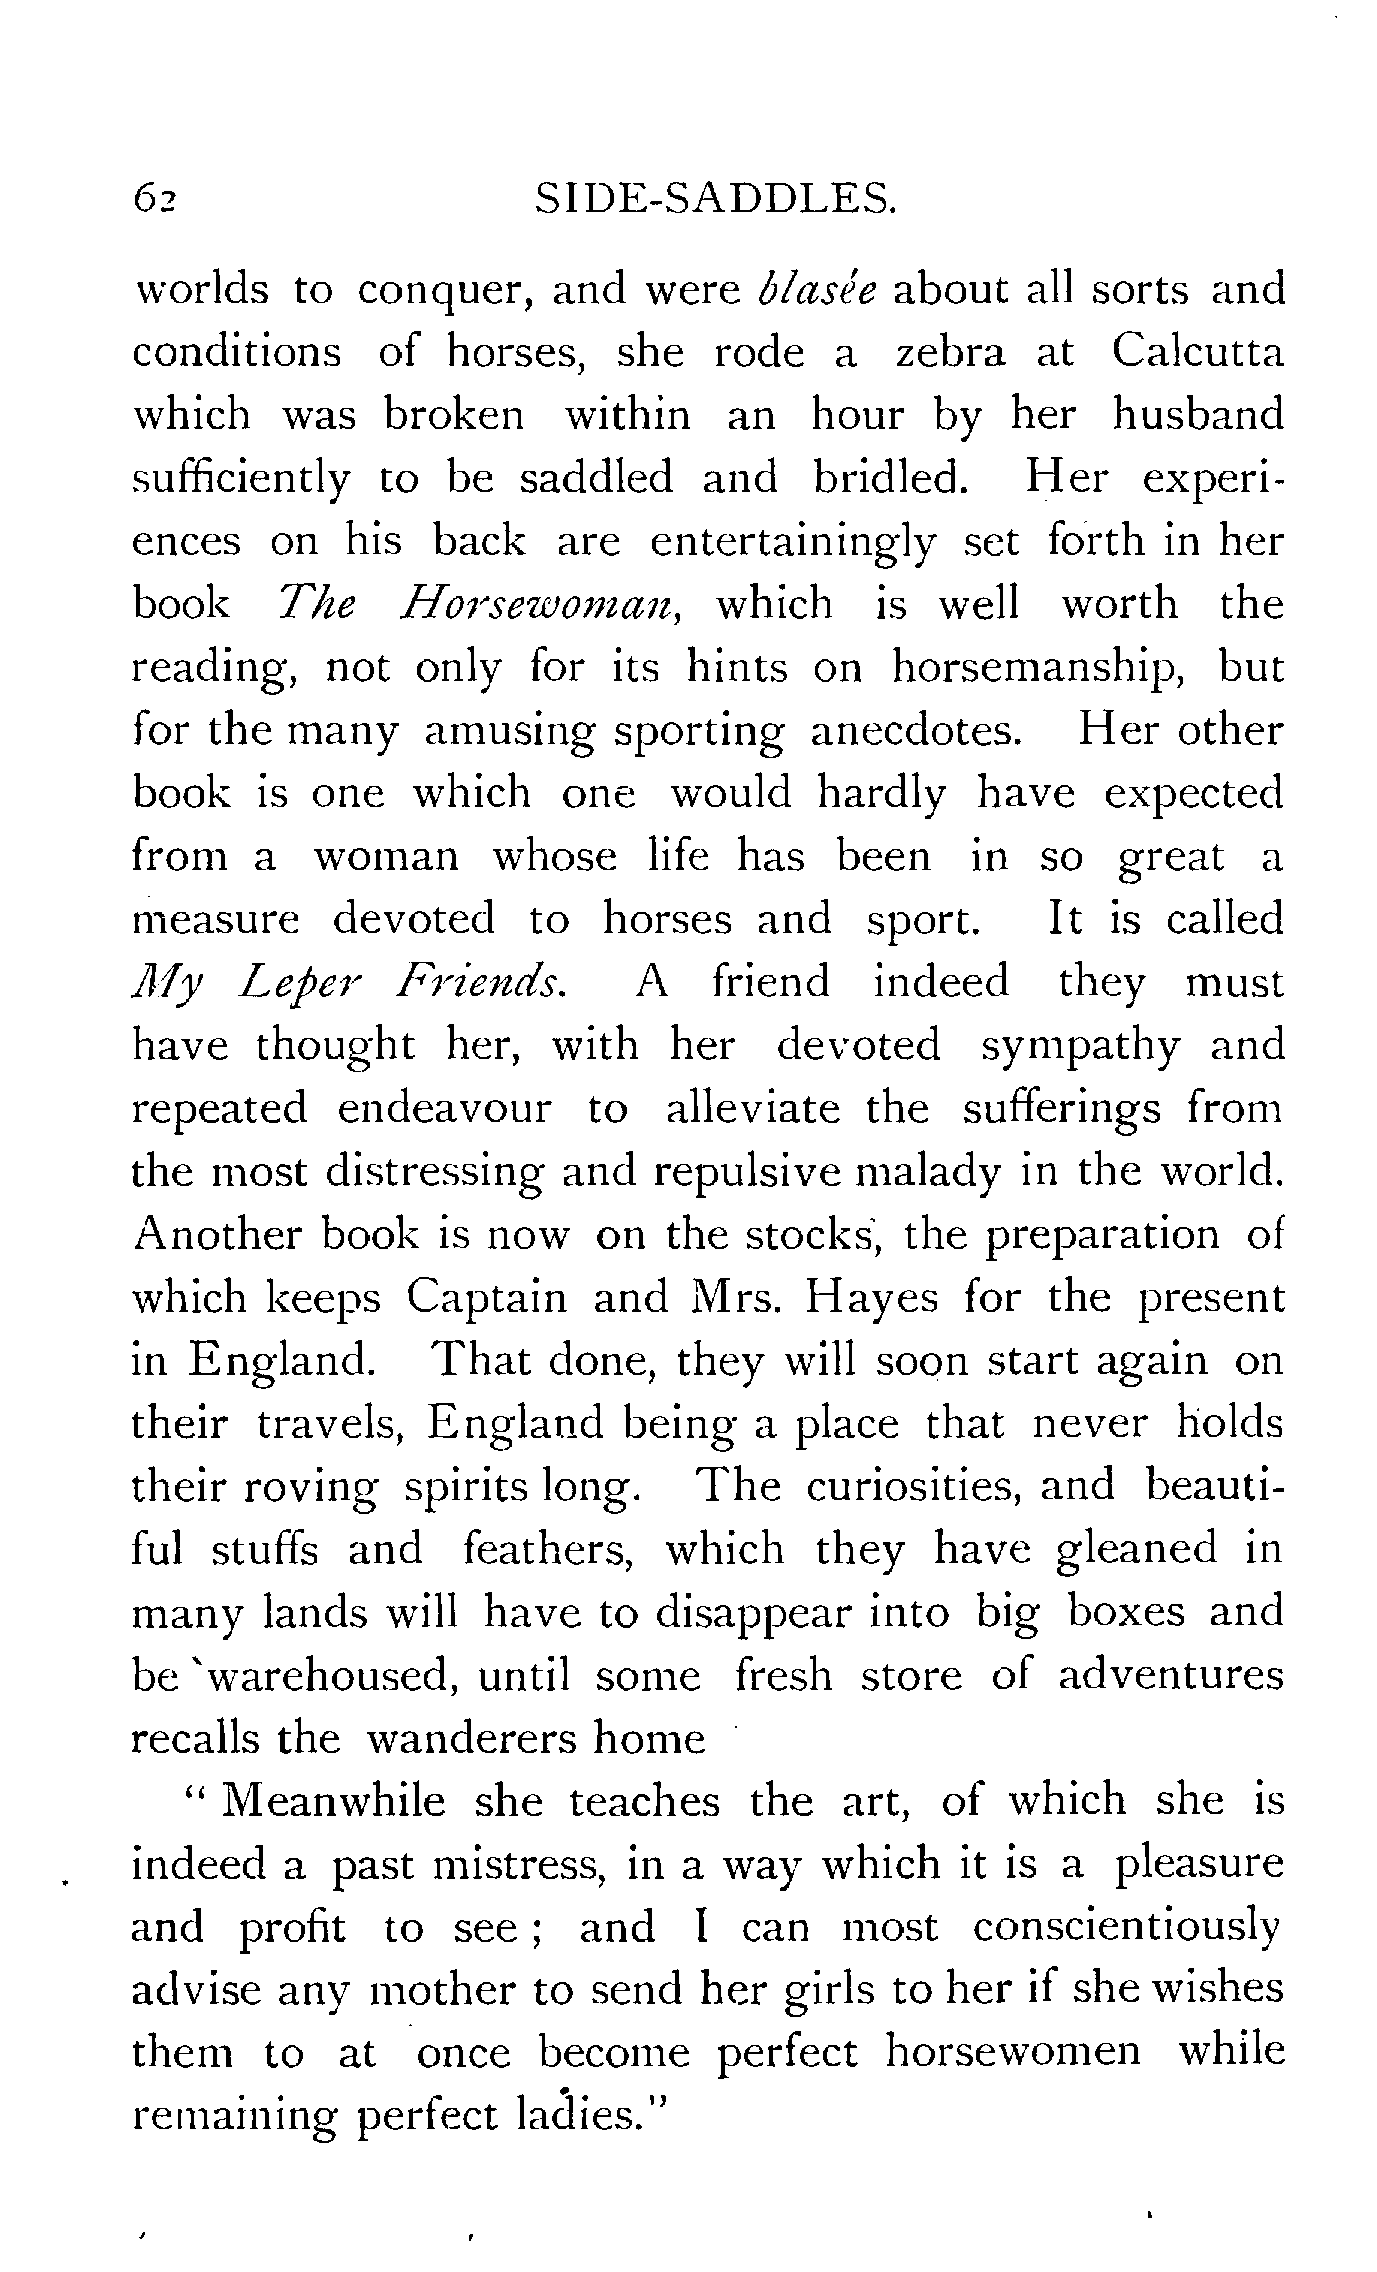 62 SIDE-SADDLES.
worlds to conquer, and were blasée about all sorts and
conditions of horses, she rode a zebra at Calcutta
which was broken within an hour by her husband
sufficiently to be saddled and bridled. Her experi-
ences on his back are entertainingly set forth in her
book The Horsewoman, which is well worth the
reading, not only for its hints on horsemanship, but
for the many amusing sporting anecdotes. Her other
book is one which one would hardly have expected
from a woman whose life has been in so great a
measure devoted to horses and sport. It is called
My Leper Friends. A friend indeed they must
have thought her, with her devoted sympathy and
repeated endeavour to alleviate the sufferings from
the most distressing and repulsive malady in the world.
Another book is now on the stocks, the preparation of
which keeps Captain and Mrs. Hayes for the present
in England. That done, they will soon start again on
their travels, England being a place that never holds
their roving spirits long. The curiosities, and beauti-
ful stuffs and feathers, which they have gleaned in
many lands will have to disappear into big boxes and
be warehoused, until some fresh store of adventures
recalls the wanderers home
" Meanwhile she teaches the art, of which she is
indeed a past mistress, in a way which it is a pleasure
and profit to see ; and I can most conscientiously
advise any mother to send her girls to her if she wishes
them to at once become perfect horsewomen while
remaining perfect ladies."